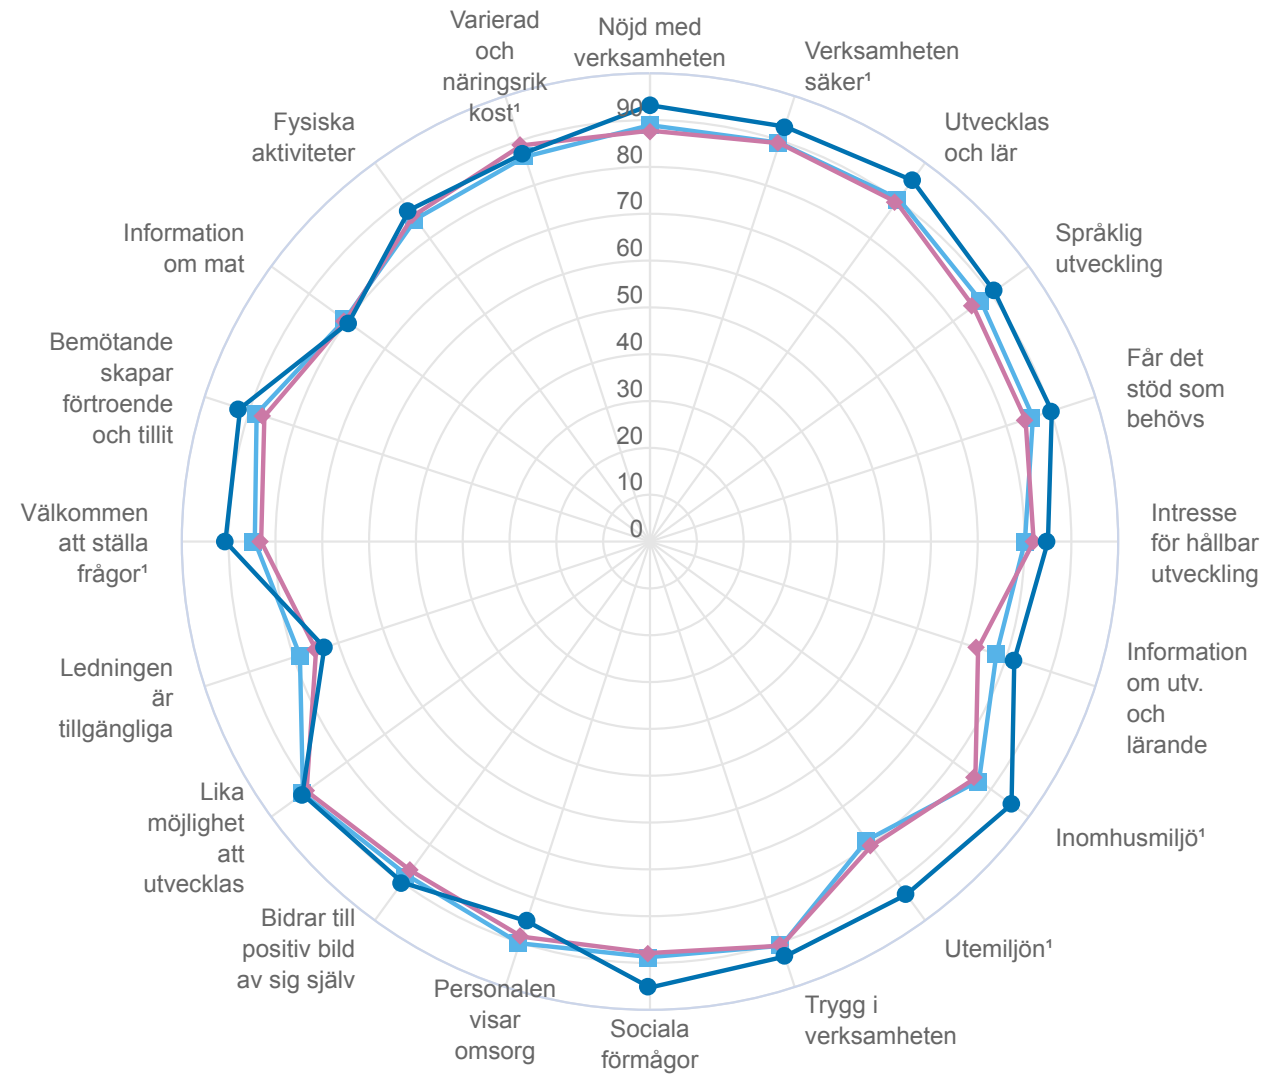 Nöjd med
verksamheten
Verksamheten
säker¹
Utvecklas
och lär
Språklig
utveckling
Får det
stöd som
behövs
Intresse
för hållbar
utveckling
Information
om utv.
och
lärande
Inomhusmiljö¹
Utemiljön¹
Trygg i
verksamheten
Sociala
förmågor
Personalen
visar
omsorg
Bidrar till
positiv bild
av sig själv
Lika
möjlighet
att
utvecklas
Ledningen
är
tillgängliga
Välkommen
att ställa
frågor¹
Bemötande
skapar
förtroende
och tillit
Information
om mat
Fysiska
aktiviteter
Varierad
och
näringsrik
kost¹
90
80
70
60
50
40
30
20
10
0